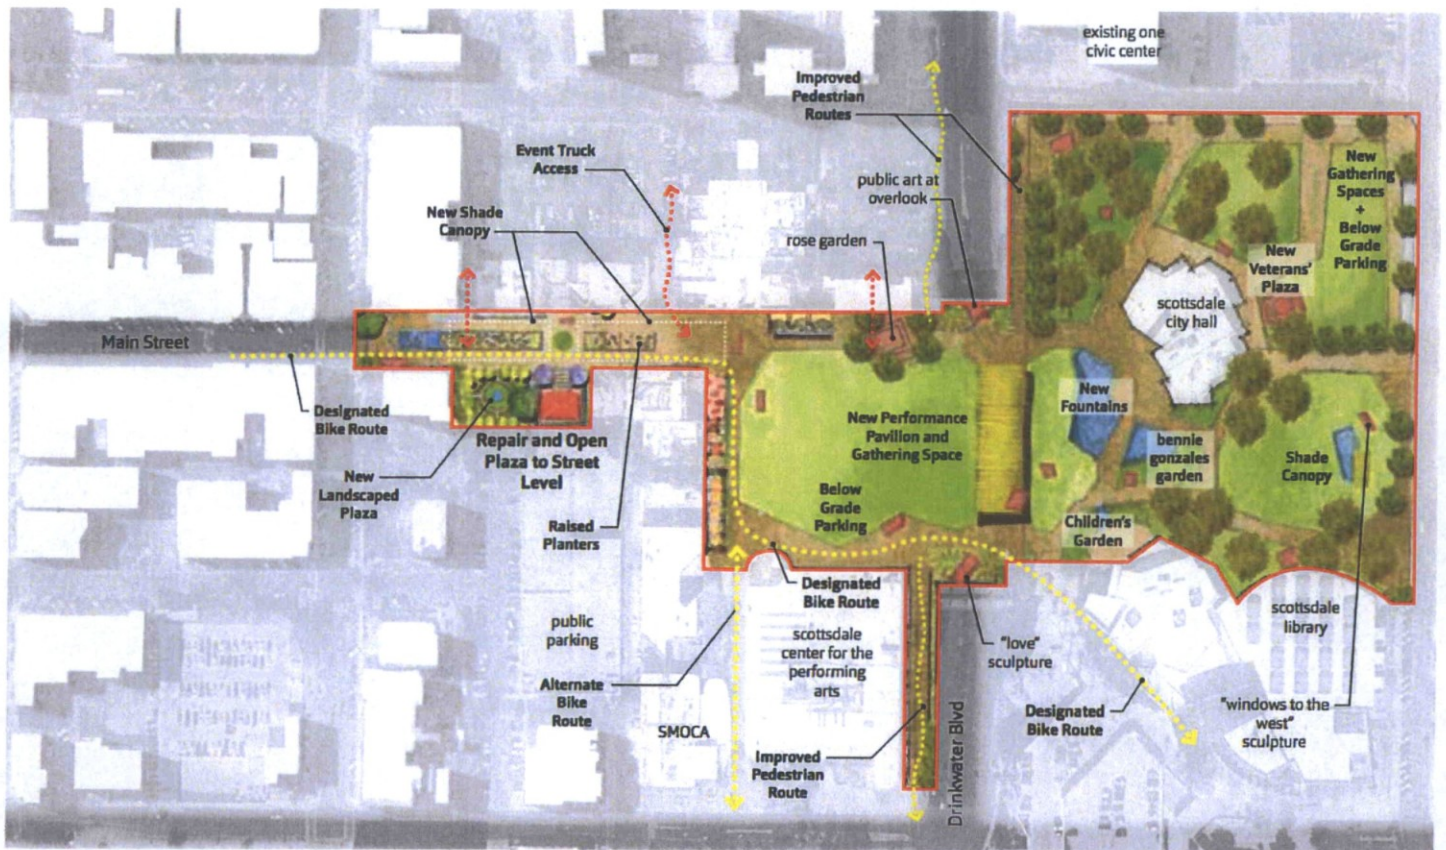 existing one
civic center
Improved
Pedestrian
Routes
Event Truck
Access
public art at
overlook
New
Gathering
Spaces
+
Below
Grade
Parking
New Shade
Canopy
rose garden
New
Veterans'
Plaza
scottsdale
city hall
Main Street
Designated
Bike Route
New
Landscaped
Plaza
Repair and Open
Plaza to Street
Level
Raised
Planters
New Performance
Pavilion and
Gathering Space
Below
Grade
Parking
New
Fountains
bennie
gonzales
garden
Shade
Canopy
Children's
Garden
Designated
Bike Route
public
parking
scottsdale
center for the
performing
arts
"love"
sculpture
scottsdale
library
Alternate
Bike
Route
SMOCA
Improved
Pedestrian
Route
Drinkwater Blvd
Designated
Bike Route
"windows to the
west"
sculpture